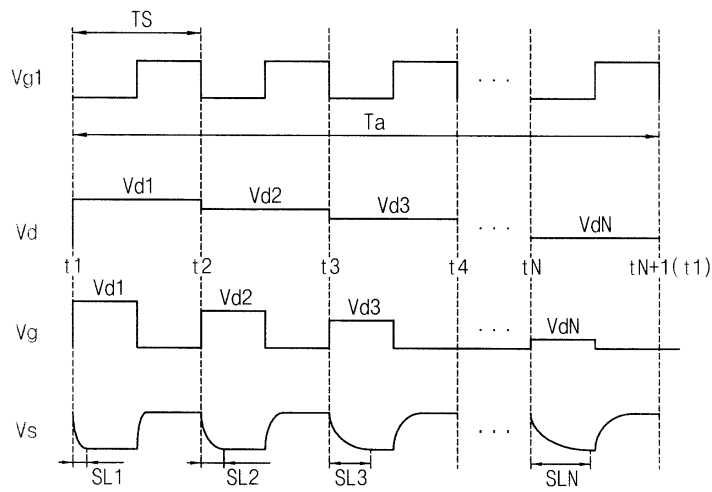 TS
Vg1
. . .
Ta
Vd1
Vd2
Vd3
Vd
. . .
VdN
t1
t2
t3
t4
tN
tN+1(t1)
Vd1
Vd2
Vd3
Vg
. . .
VdN
Vs
. . .
SL1
SL2
SL3
SLN